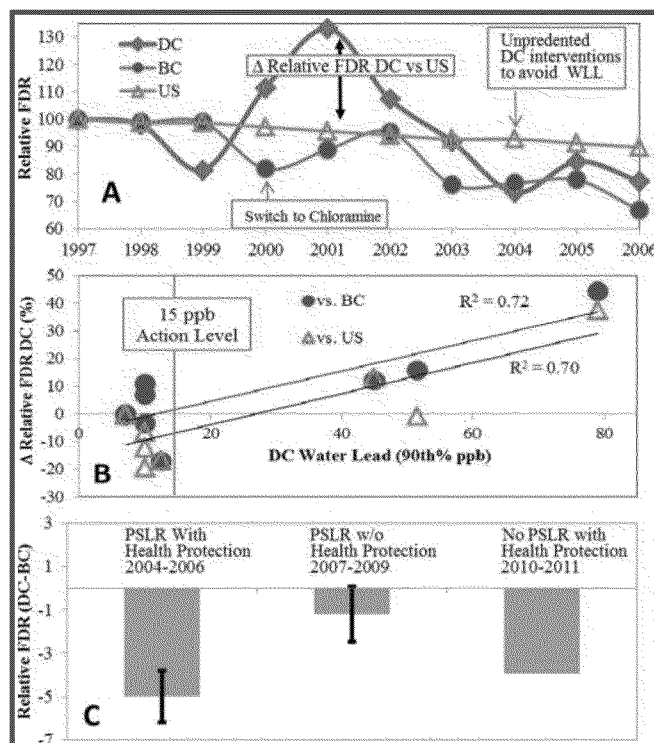 130
120
110
100
90
80
70
60
Relative FDR
DC
BC
US
Δ Relative FDR DC vs US
Unpredented
DC interventions
to avoid WLL
A
Switch to Chloramine
1997 1998 1999 2000 2001 2002 2003 2004 2005 2006
50
40
30
20
10
0
-10
-20
-30
Δ Relative FDR DC (%)
15 ppb
Action Level
vs. BC
vs. US
R² = 0.72
R² = 0.70
0 20 40 60 80
DC Water Lead (90th% ppb)
B
3
1
-1
-3
-5
-7
Relative FDR (DC-BC)
PSLR With
Health Protection
2004-2006
PSLR w/o
Health Protection
2007-2009
No PSLR with
Health Protection
2010-2011
C